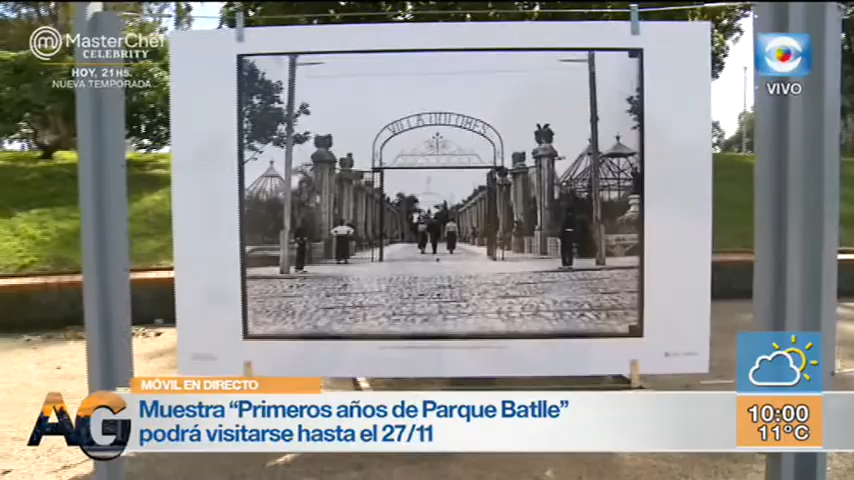 MasterChef
CELEBRITY
HOY, 21HS.
NUEVA TEMPORADA
VIVO
VILLA DOLORES
MÓVIL EN DIRECTO
AG
Muestra “Primeros años de Parque Batlle”
podrá visitarse hasta el 27/11
10:00
11°C